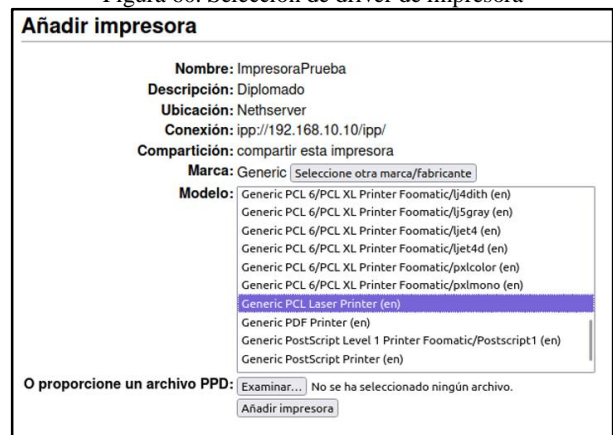 Figura 60. Selección de driver de impresora
Añadir impresora
Nombre: ImpresoraPrueba
Descripción: Diplomado
Ubicación: Nethserver
Conexión: ipp://192.168.10.10/ipp/
Compartición: compartir esta impresora
Marca: Generic Seleccione otra marca/fabricante
Modelo:
Generic PCL 6/PCL XL Printer Foomatic/lj4dith (en)
Generic PCL 6/PCL XL Printer Foomatic/lj5gray (en)
Generic PCL 6/PCL XL Printer Foomatic/ljet4 (en)
Generic PCL 6/PCL XL Printer Foomatic/ljet4d (en)
Generic PCL 6/PCL XL Printer Foomatic/pxlcolor (en)
Generic PCL 6/PCL XL Printer Foomatic/pxlmono (en)
Generic PCL Laser Printer (en)
Generic PDF Printer (en)
Generic PostScript Level 1 Printer Foomatic/Postscript1 (en)
Generic PostScript Printer (en)
O proporcione un archivo PPD: Examinar... No se ha seleccionado ningún archivo.
Añadir impresora